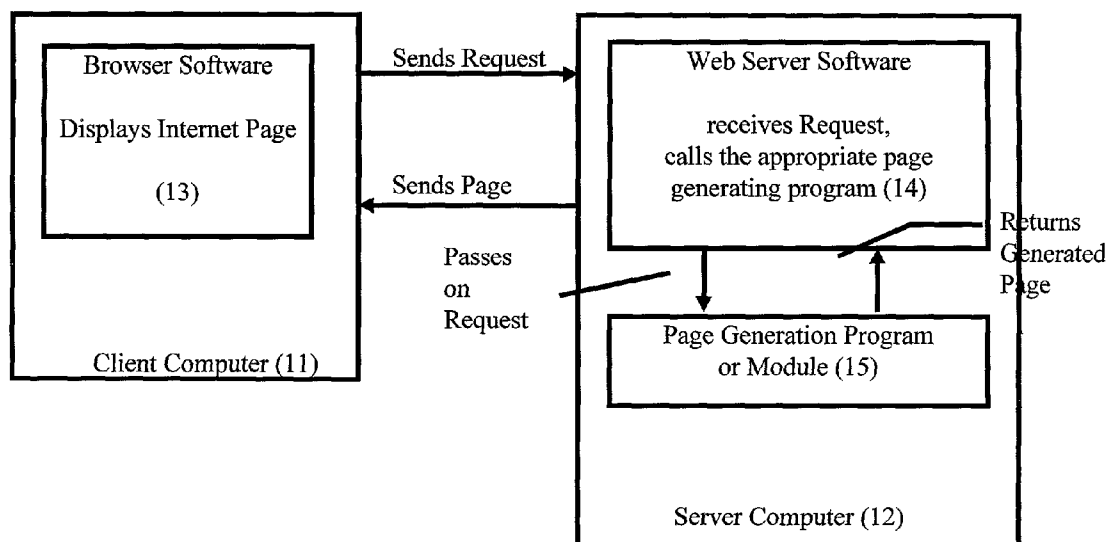 Browser Software
Displays Internet Page
(13)
Client Computer (11)
Sends Request
Sends Page
Passes
on
Request
Web Server Software
receives Request,
calls the appropriate page
generating program (14)
Returns
Generated
Page
Page Generation Program
or Module (15)
Server Computer (12)